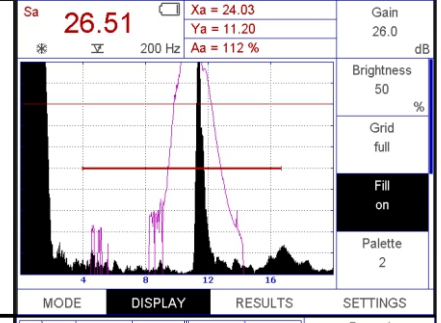 Sa
26.51
200 Hz
Xa = 24.03
Ya = 11.20
Aa = 112 %
Gain
26.0
dB
Brightness
50
%
Grid
full
Fill
on
Palette
2
4 8 12 16
MODE DISPLAY RESULTS SETTINGS